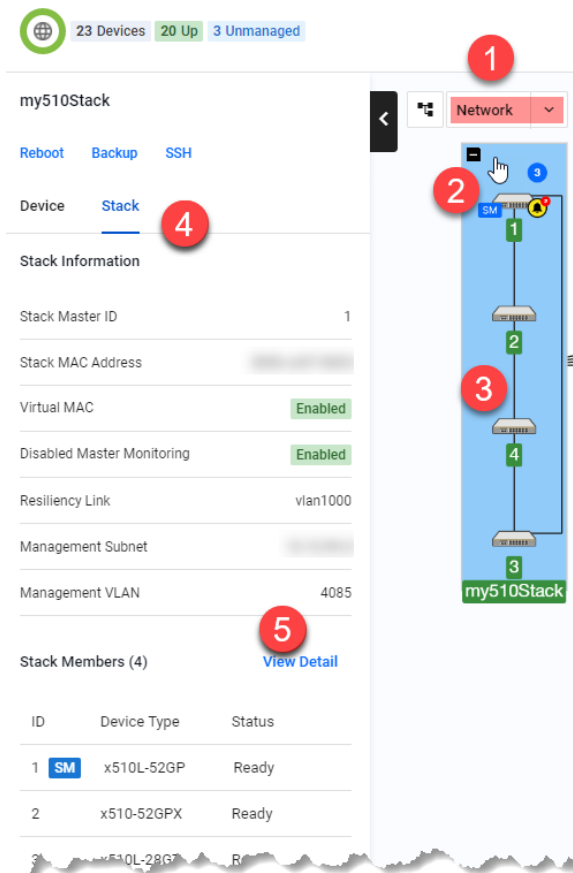 23 Devices 20 Up 3 Unmanaged
1
my510Stack
Network
Reboot Backup SSH
3
2
SM
1
Device Stack
4
Stack Information
Stack Master ID 1
2
Stack MAC Address
3
Virtual MAC Enabled
Disabled Master Monitoring Enabled
4
Resiliency Link vlan1000
Management Subnet
3
Management VLAN 4085
my510Stack
5
Stack Members (4) View Detail
ID Device Type Status
1 SM x510L-52GP Ready
2 x510-52GPX Ready